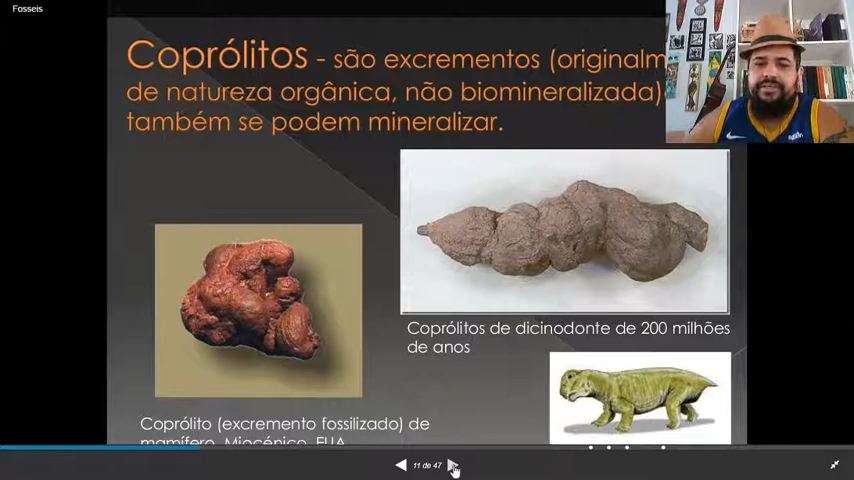 Fosseis
Coprólitos - são excrementos (originalm
de natureza orgânica, não biomineralizada)
também se podem mineralizar.
Coprólitos de dicinodonte de 200 milhões
de anos
Coprólito (excremento fossilizado) de
mamífero, Miocénico, EUA
11 de 47